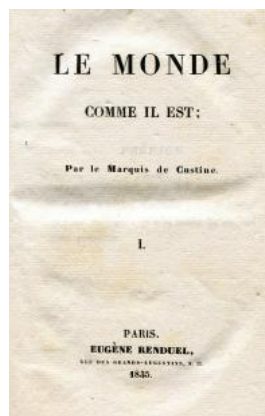 LE MONDE
COMME IL EST;
Par le Marquis de Custine.
I.
PARIS.
EUGÈNE RENDUEL,
RUE DES GRANDS-AUGUSTINS, N.
1835.